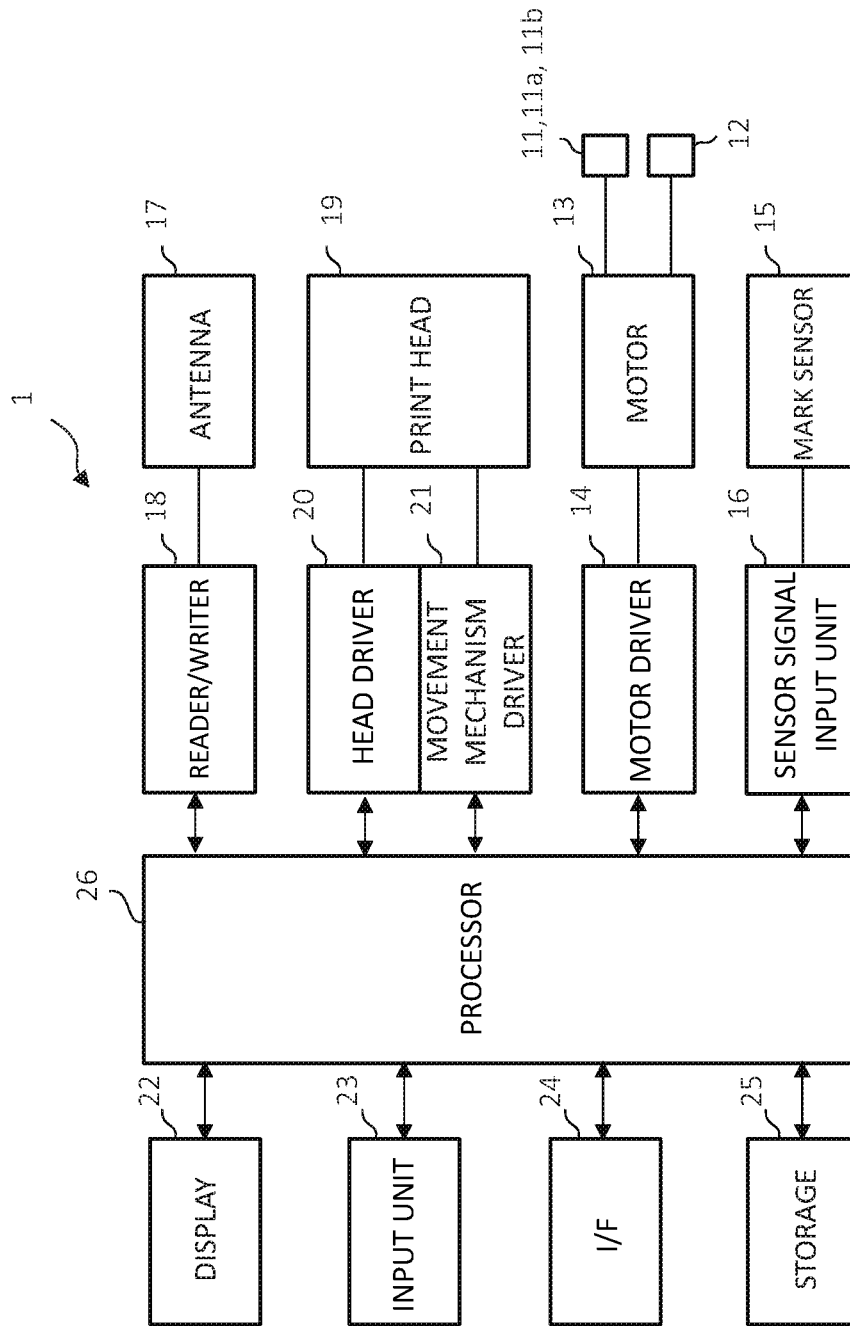 1
22
DISPLAY
23
INPUT UNIT
24
I/F
25
STORAGE
26
PROCESSOR
18
READER/WRITER
17
ANTENNA
20
HEAD DRIVER
21
MOVEMENT
MECHANISM
DRIVER
19
PRINT HEAD
14
MOTOR DRIVER
13
MOTOR
11,11a, 11b
12
16
SENSOR SIGNAL
INPUT UNIT
15
MARK SENSOR